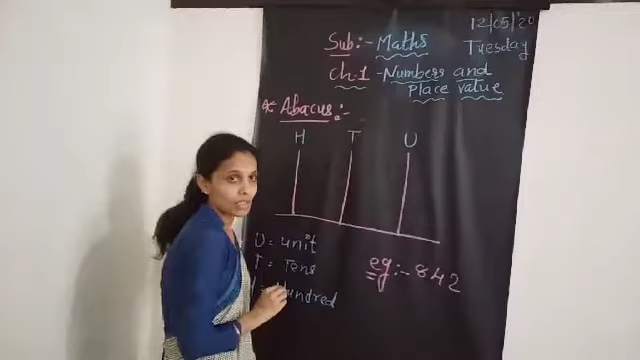 12/05/20
Sub:- Maths Tuesday
Ch.1 - Numbers and
Place value
* Abacus:-
H T U
U = unit
T = Tens
= Hundred
eg:- 842